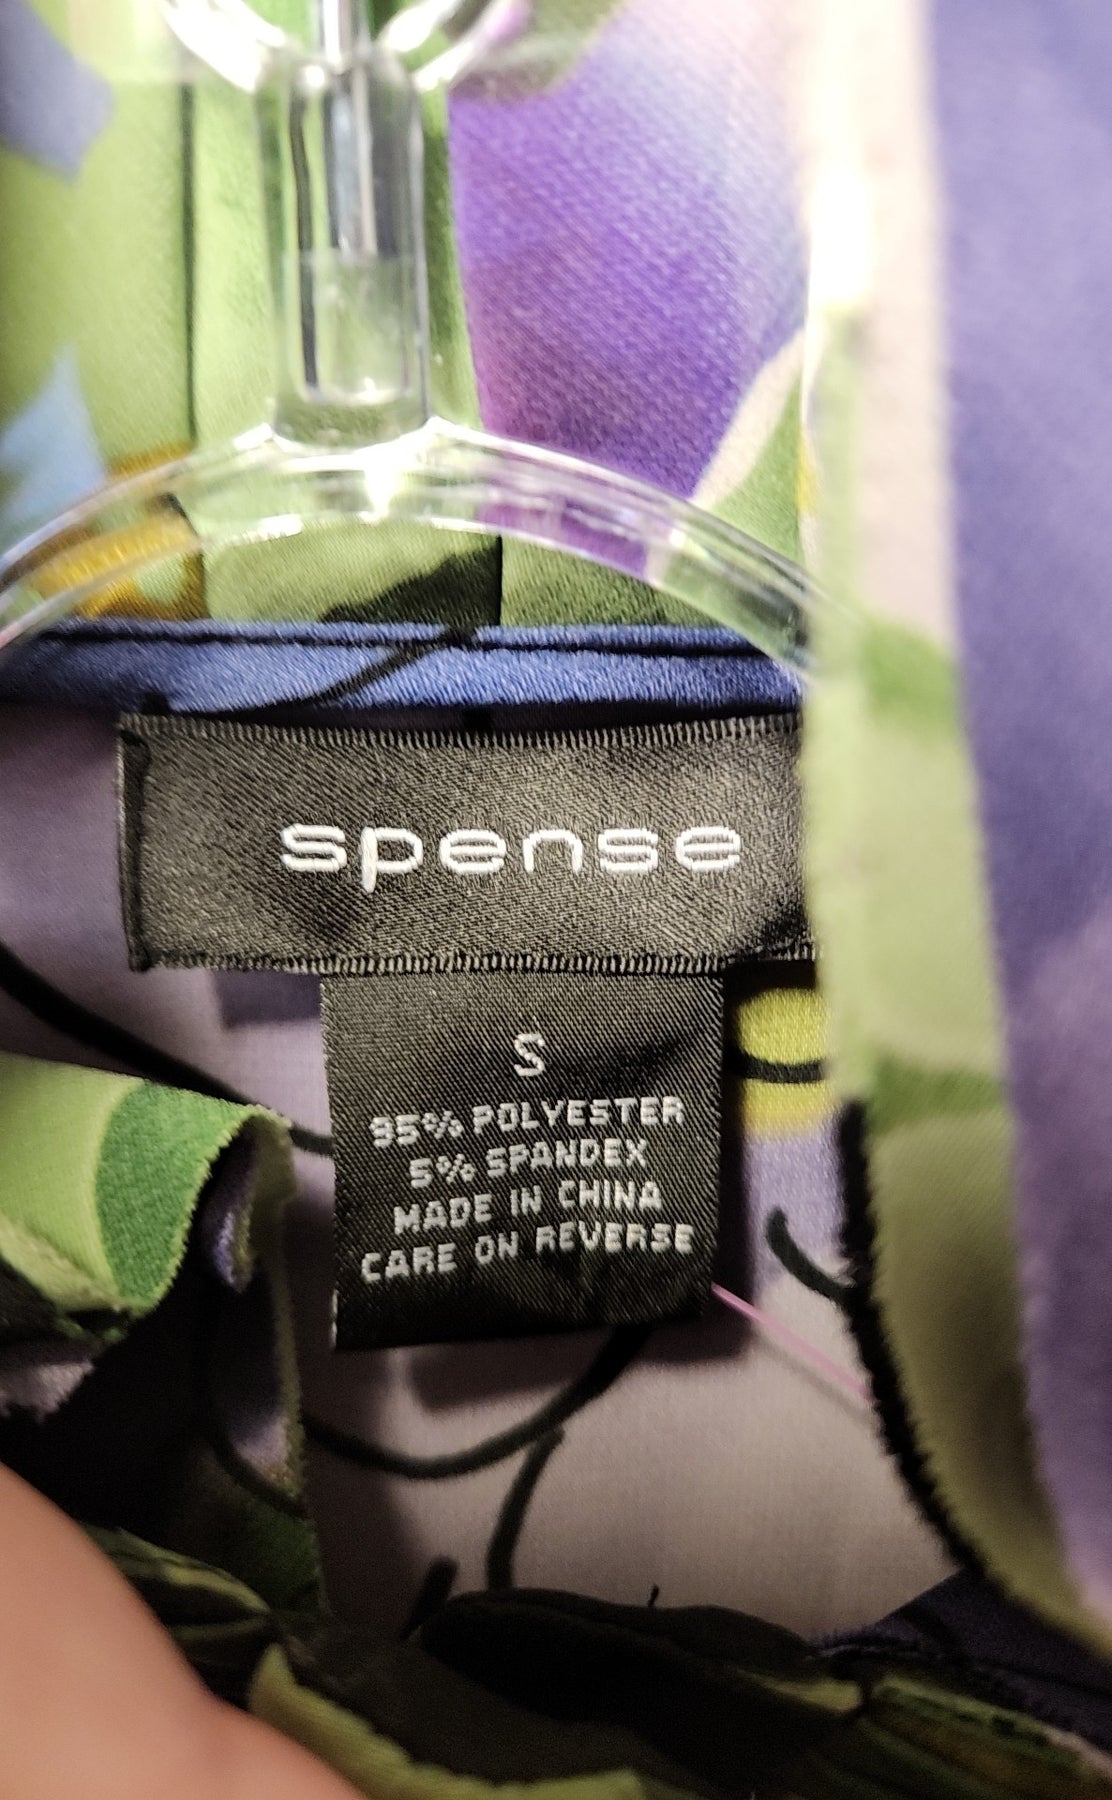 spense
S
95% POLYESTER
5% SPANDEX
MADE IN CHINA
CARE ON REVERSE